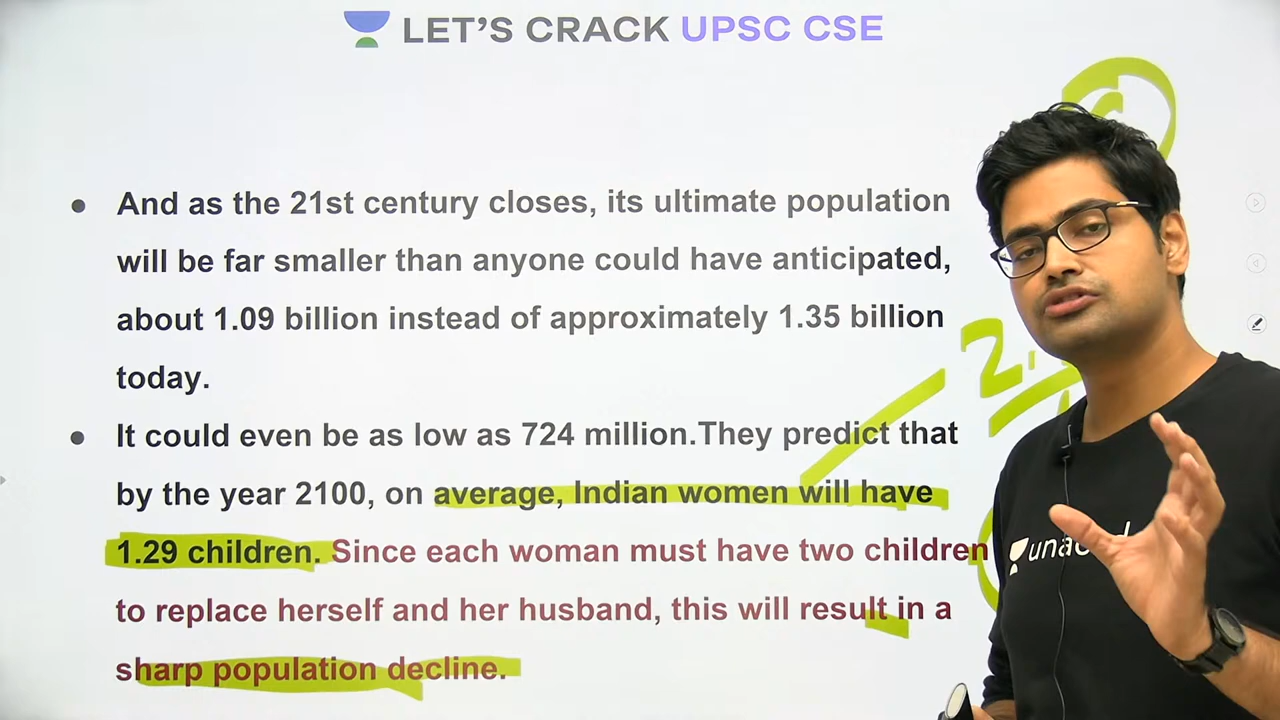 LET'S CRACK UPSC CSE
● And as the 21st century closes, its ultimate population
will be far smaller than anyone could have anticipated,
about 1.09 billion instead of approximately 1.35 billion
today.
● It could even be as low as 724 million.They predict that
2.
by the year 2100, on average, Indian women will have
1.29 children. Since each woman must have two children
to replace herself and her husband, this will result in a
sharp population decline.